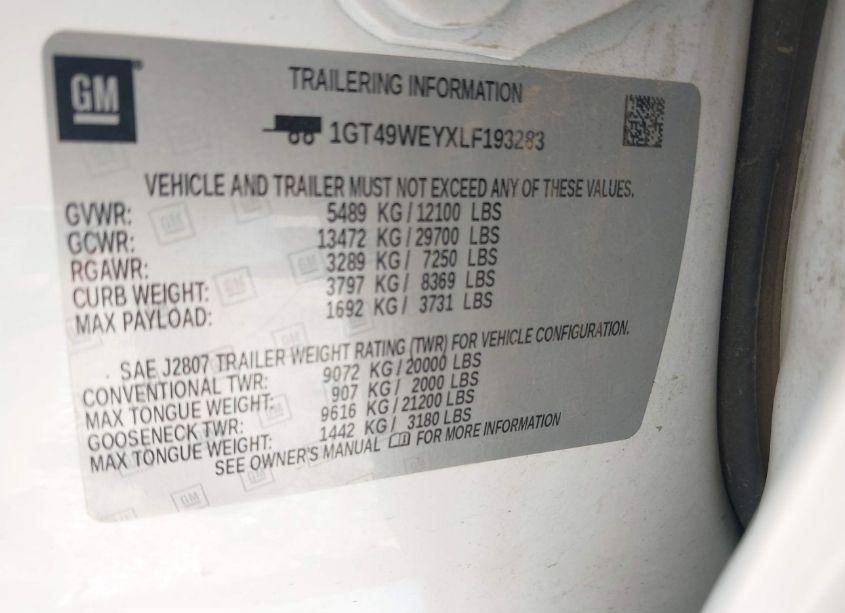 GM
TRAILERING INFORMATION
1GT49WEYXLF193283
VEHICLE AND TRAILER MUST NOT EXCEED ANY OF THESE VALUES.
GVWR: 5489 KG/12100 LBS
GCWR: 13472 KG/29700 LBS
RGAWR: 3289 KG/ 7250 LBS
CURB WEIGHT: 3797 KG/ 8369 LBS
MAX PAYLOAD: 1692 KG/ 3731 LBS
SAE J2807 TRAILER WEIGHT RATING (TWR) FOR VEHICLE CONFIGURATION.
CONVENTIONAL TWR: 9072 KG/20000 LBS
MAX TONGUE WEIGHT: 907 KG/ 2000 LBS
GOOSENECK TWR: 9616 KG/21200 LBS
MAX TONGUE WEIGHT: 1442 KG/ 3180 LBS
SEE OWNER'S MANUAL FOR MORE INFORMATION